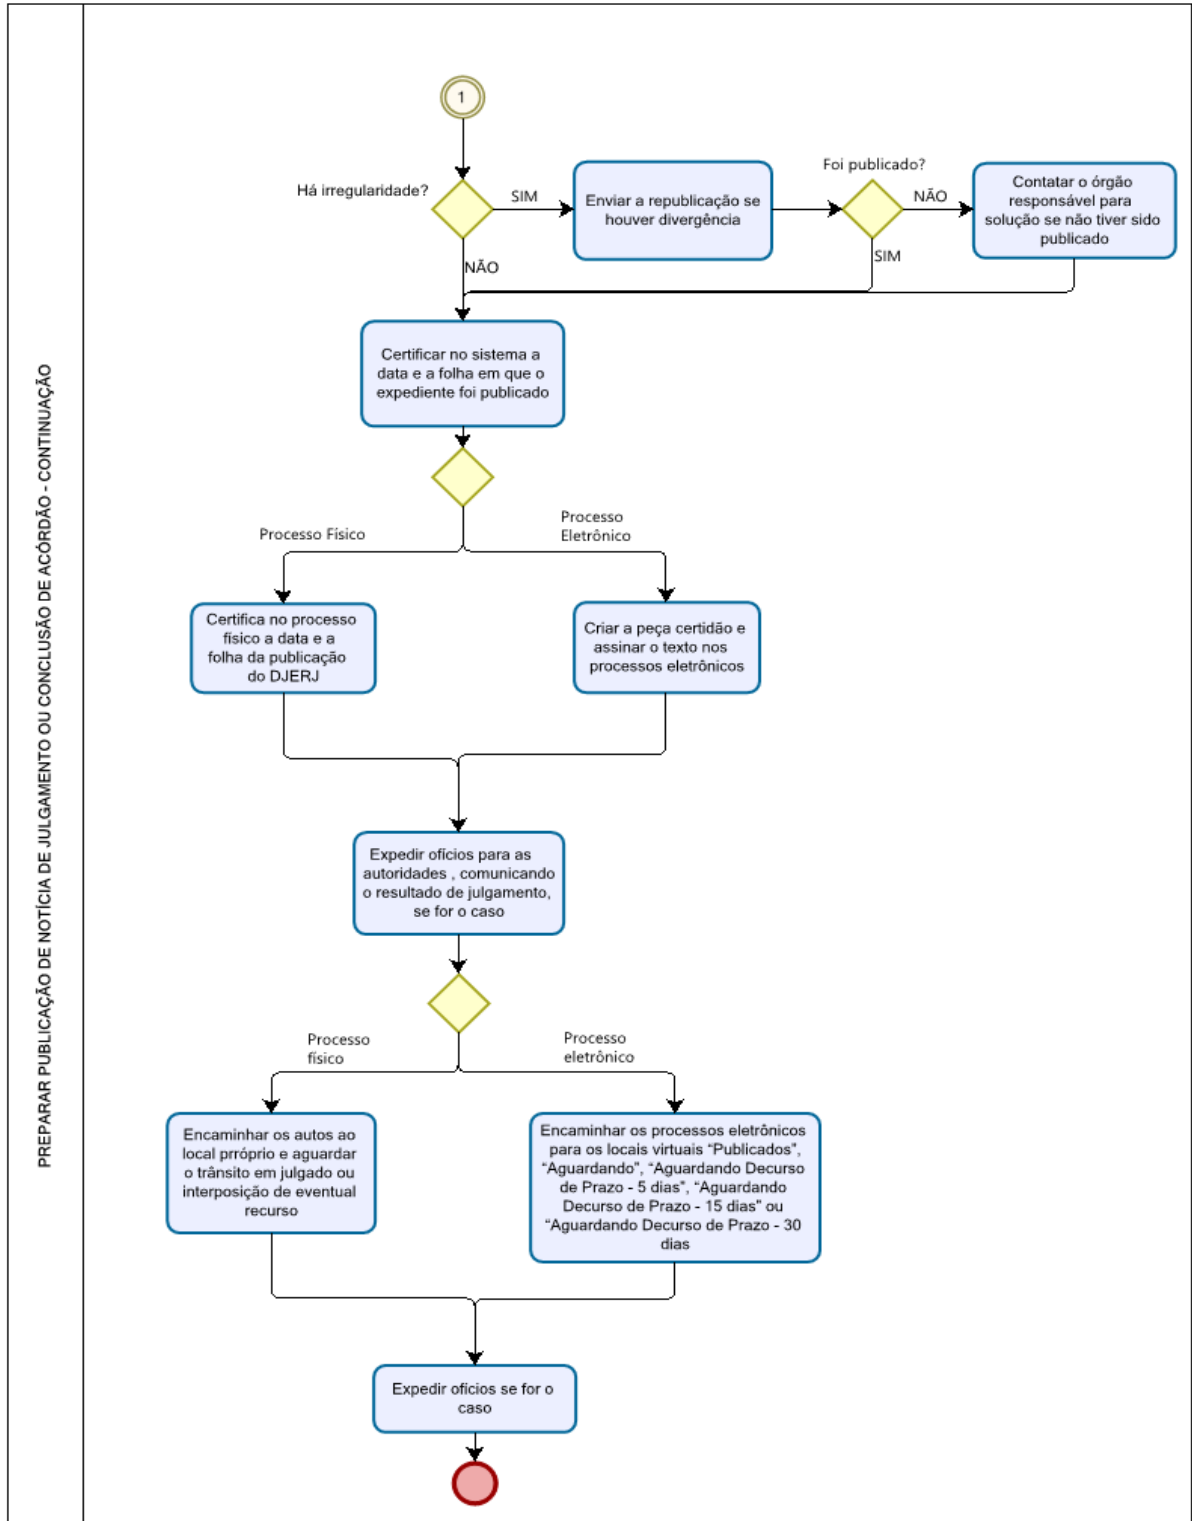 PREPARAR PUBLICAÇÃO DE NOTÍCIA DE JULGAMENTO OU CONCLUSÃO DE ACÓRDÃO - CONTINUAÇÃO
1
Há irregularidade?
SIM
Enviar a republicação se
houver divergência
Foi publicado?
NÃO
Contatar o órgão
responsável para
solução se não tiver sido
publicado
NÃO
SIM
Certificar no sistema a
data e a folha em que o
expediente foi publicado
Processo Físico
Processo
Eletrônico
Certifica no processo
físico a data e a
folha da publicação
do DJERJ
Criar a peça certidão e
assinar o texto nos
processos eletrônicos
Expedir ofícios para as
autoridades , comunicando
o resultado de julgamento,
se for o caso
Processo
físico
Processo
eletrônico
Encaminhar os autos ao
local prróprio e aguardar
o trânsito em julgado ou
interposição de eventual
recurso
Encaminhar os processos eletrônicos
para os locais virtuais “Publicados”,
“Aguardando”, “Aguardando Decurso
de Prazo - 5 dias”, “Aguardando
Decurso de Prazo - 15 dias” ou
“Aguardando Decurso de Prazo - 30
dias
Expedir ofícios se for o
caso